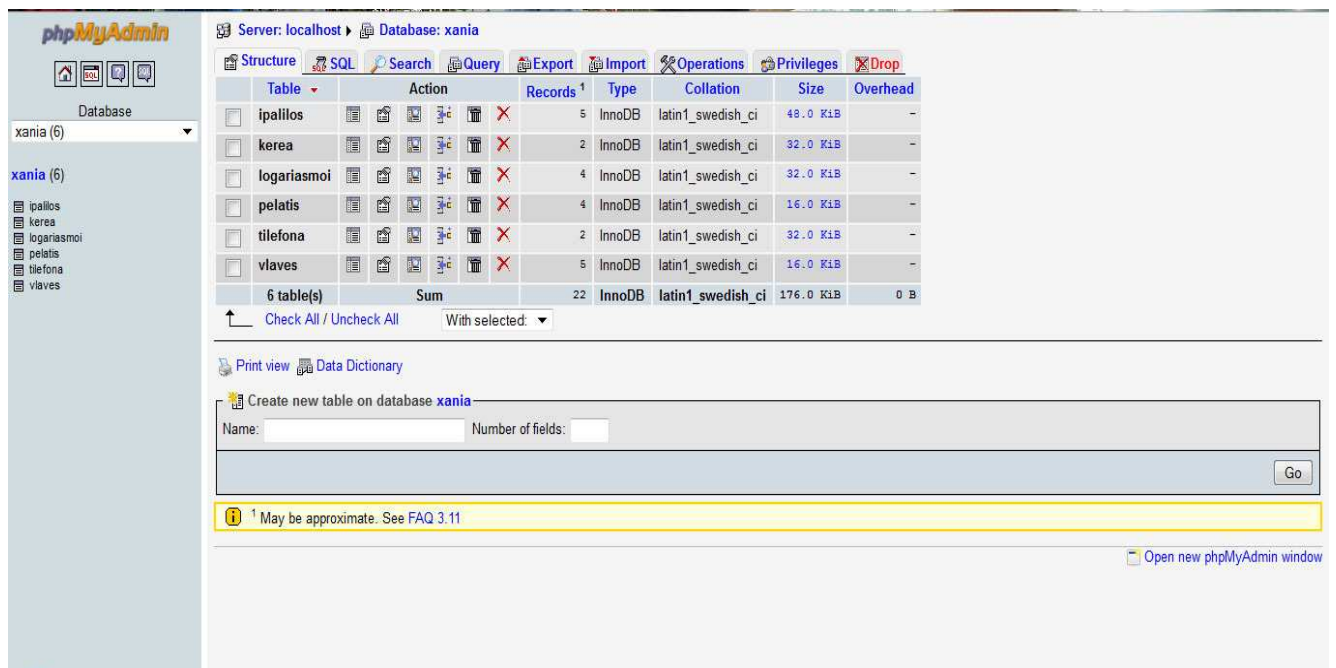 phpMyAdmin
SQL
Database
xania (6)
xania (6)
ipalilos
kerea
logariasmoi
pelatis
tilefona
vlaves
Server: localhost Database: xania
Structure SQL Search Query Export Import Operations Privileges Drop
Table Action Records 1 Type Collation Size Overhead
ipalilos 5 InnoDB latin1_swedish_ci 48.0 KiB -
kerea 2 InnoDB latin1_swedish_ci 32.0 KiB -
logariasmoi 4 InnoDB latin1_swedish_ci 32.0 KiB -
pelatis 4 InnoDB latin1_swedish_ci 16.0 KiB -
tilefona 2 InnoDB latin1_swedish_ci 32.0 KiB -
vlaves 5 InnoDB latin1_swedish_ci 16.0 KiB -
6 table(s) Sum 22 InnoDB latin1_swedish_ci 176.0 KiB 0 B
Check All / Uncheck All With selected:
Print view Data Dictionary
Create new table on database xania
Name: Number of fields:
Go
1 May be approximate. See FAQ 3.11
Open new phpMyAdmin window